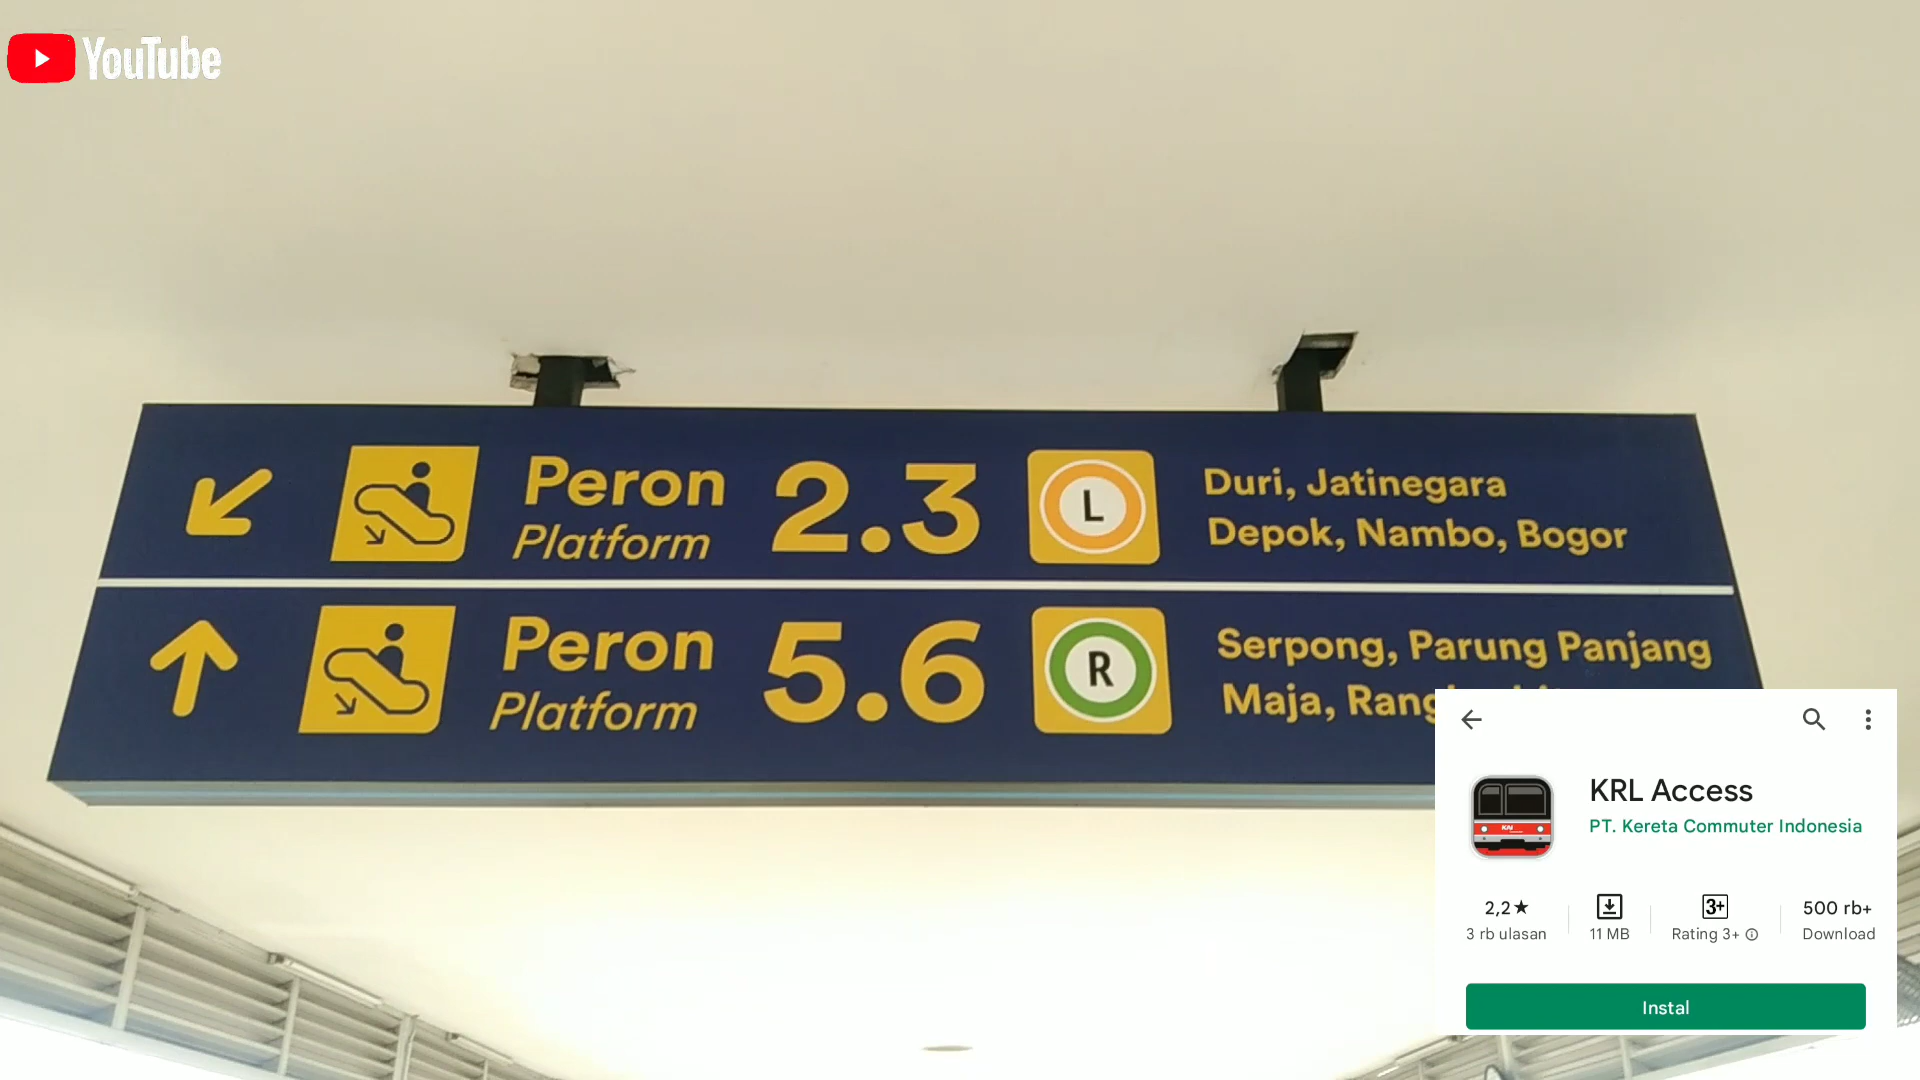 YouTube
Peron
Platform
2.3
L
Duri, Jatinegara
Depok, Nambo, Bogor
Peron
Platform
5.6
R
Serpong, Parung Panjang
Maja,
KRL Access
PT. Kereta Commuter Indonesia
KAI
2,2★
3 rb ulasan
11 MB
3+
Rating 3+
500 rb+
Download
Instal